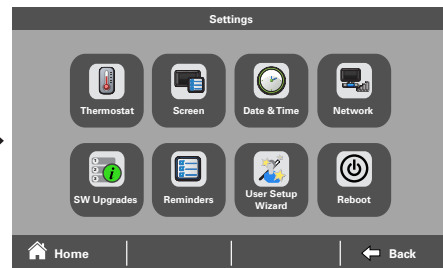 Settings
Thermostat
Screen
Date & Time
Network
SW Upgrades
Reminders
User Setup
Wizard
Reboot
Home
Back